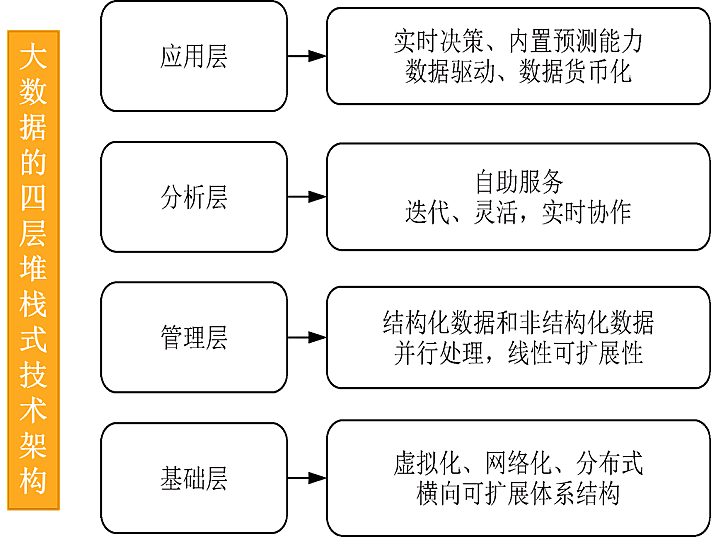 大数据的四层堆栈式技术架构
应用层
实时决策、内置预测能力
数据驱动、数据货币化
分析层
自助服务
迭代、灵活，实时协作
管理层
结构化数据和非结构化数据
并行处理，线性可扩展性
基础层
虚拟化、网络化、分布式
横向可扩展体系结构